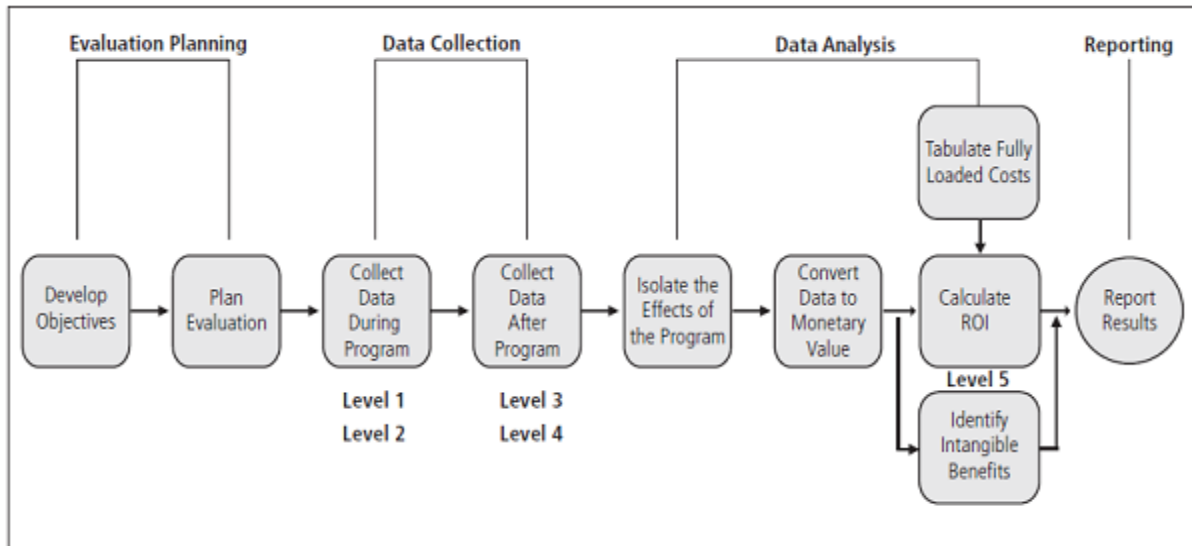 Evaluation Planning
Data Collection
Data Analysis
Reporting
Tabulate Fully
Loaded Costs
Develop
Objectives
Plan
Evaluation
Collect
Data
During
Program
Collect
Data
After
Program
Isolate the
Effects of
the Program
Convert
Data to
Monetary
Value
Calculate
ROI
Report
Results
Level 1
Level 2
Level 3
Level 4
Level 5
Identify
Intangible
Benefits